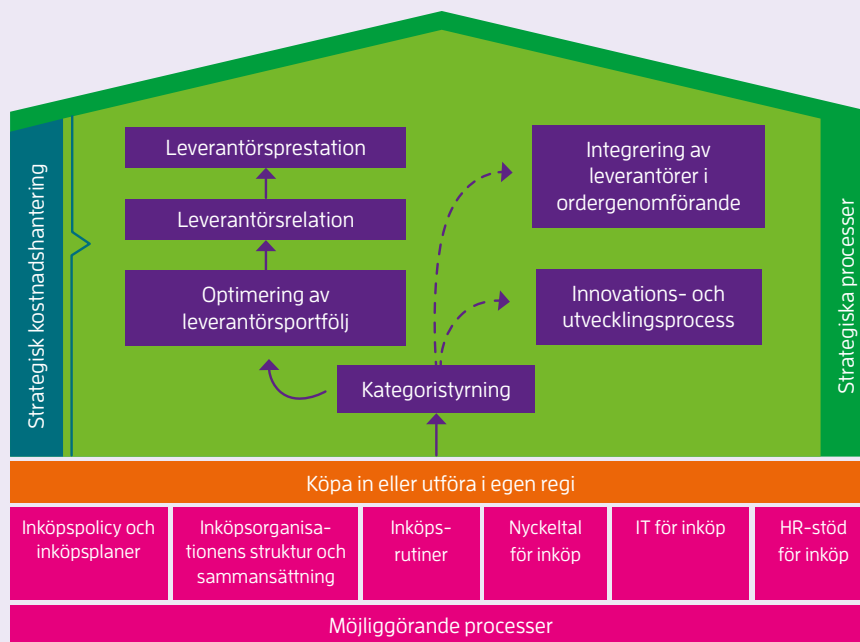 Strategisk kostnadshantering
Leverantörsprestation
Leverantörsrelation
Optimering av
leverantörsportfölj
Kategoristyrning
Integrering av
leverantörer i
ordergenomförande
Innovations- och
utvecklingsprocess
Strategiska processer
Köpa in eller utföra i egen regi
Inköpspolicy och
inköpsplaner
Inköpsorganisa-
tionens struktur och
sammansättning
Inköps-
rutiner
Nyckeltal
för inköp
IT för inköp
HR-stöd
för inköp
Möjliggörande processer